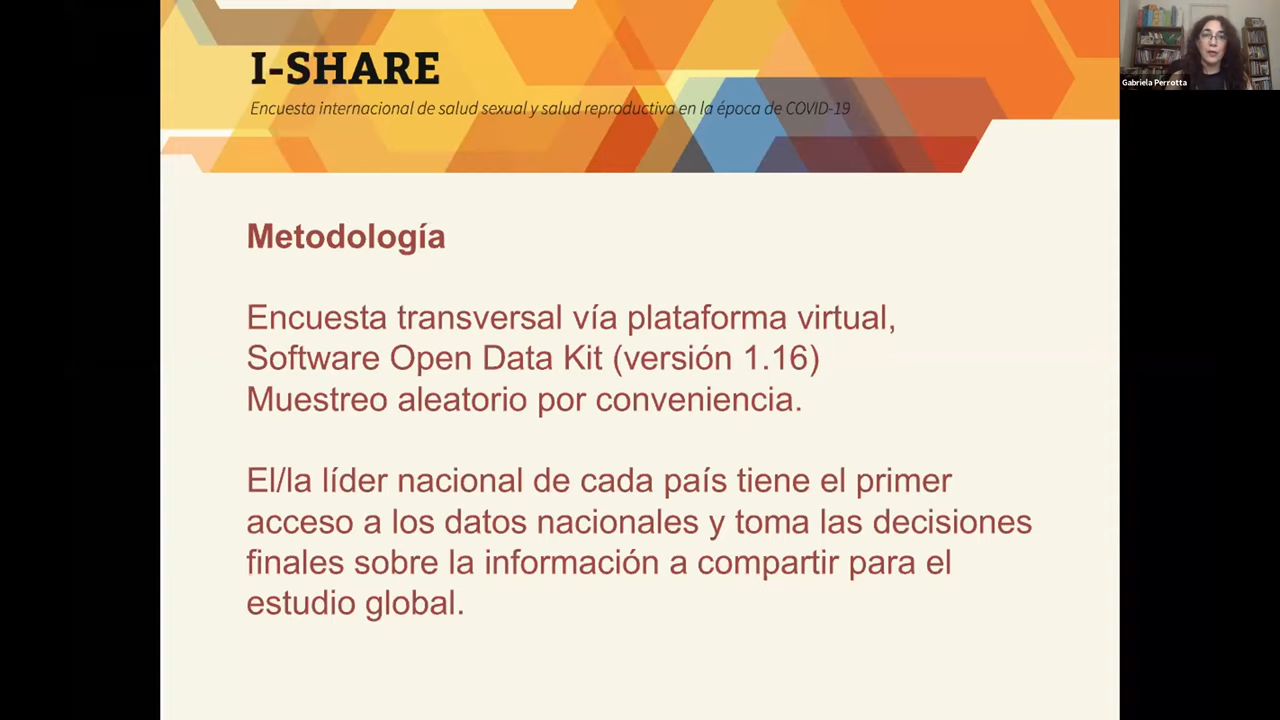 I-SHARE
Encuesta internacional de salud sexual y salud reproductiva en la época de COVID-19
Gabriela Perrotta
Metodología
Encuesta transversal vía plataforma virtual,
Software Open Data Kit (versión 1.16)
Muestreo aleatorio por conveniencia.
El/la líder nacional de cada país tiene el primer
acceso a los datos nacionales y toma las decisiones
finales sobre la información a compartir para el
estudio global.